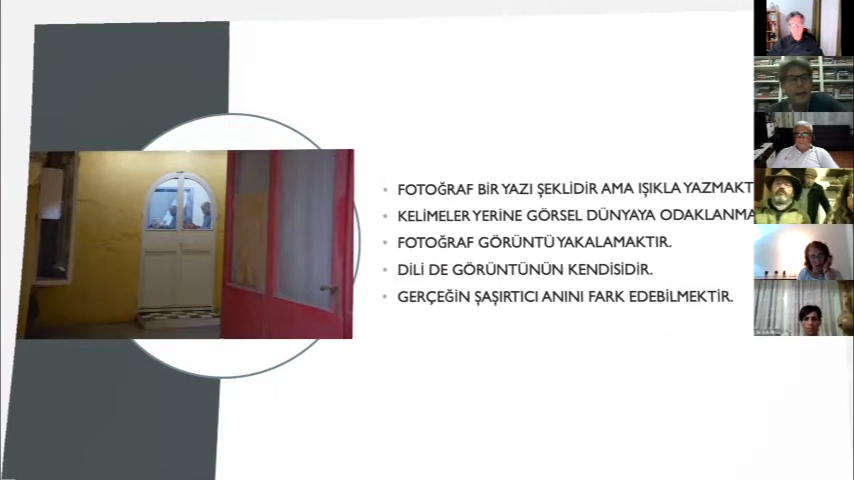 FOTOĞRAF BİR YAZI ŞEKLİDİR AMA IŞIKLA YAZMAKT
KELİMELER YERİNE GÖRSEL DÜNYAYA ODAKLANMA
FOTOĞRAF GÖRÜNTÜ YAKALAMAKTIR.
DİLİ DE GÖRÜNTÜNÜN KENDİSİDİR.
GERÇEĞİN ŞAŞIRTICI ANINI FARK EDEBİLMEKTİR.